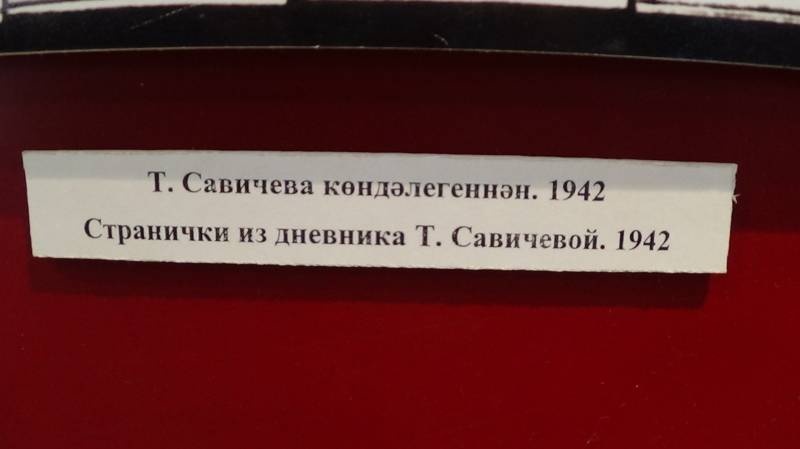 Т. Савичева көндәлегеннән. 1942
Странички из дневника Т. Савичевой. 1942